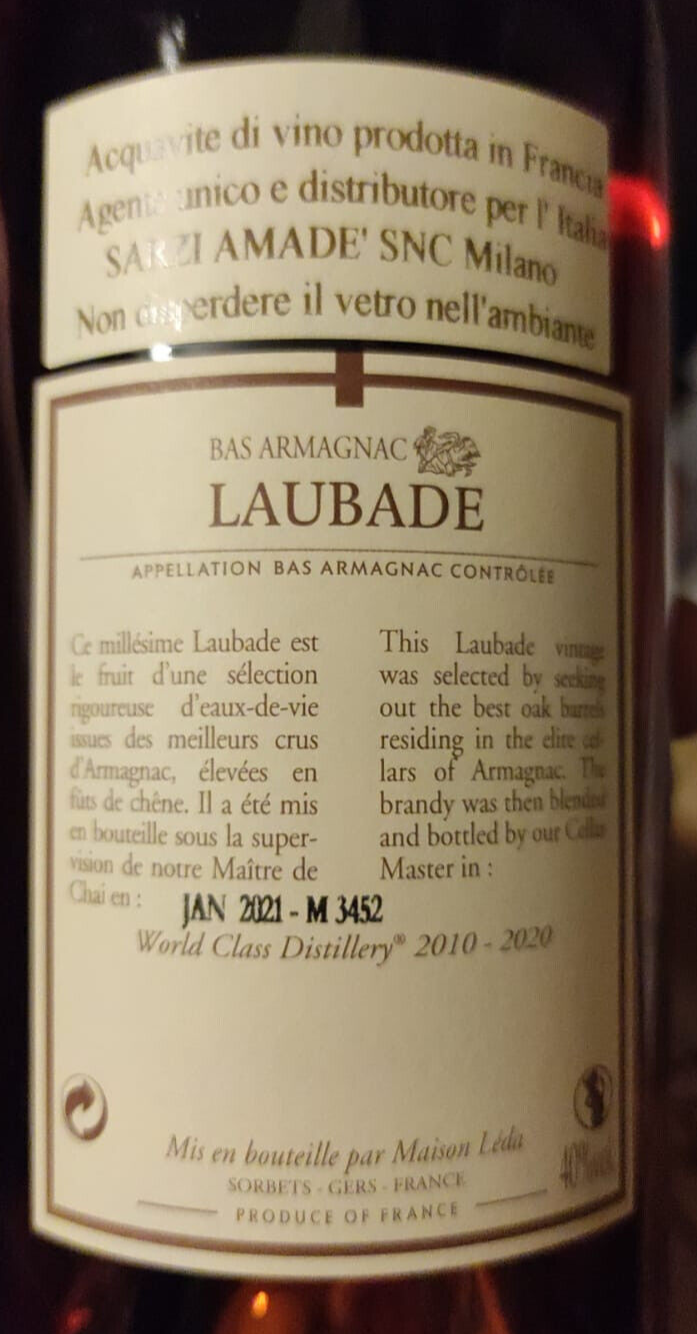 Acquavite di vino prodotta in Francia
Agente unico e distributore per l' Italia
SARZI AMADE' SNC Milano
Non disperdere il vetro nell'ambiante
BAS ARMAGNAC
LAUBADE
APPELLATION BAS ARMAGNAC CONTRÔLÉE
Ce millésime Laubade est
le fruit d'une sélection
rigoureuse d'eaux-de-vie
issues des meilleurs crus
d'Armagnac, élevées en
fûts de chêne. Il a été mis
en bouteille sous la super-
vision de notre Maître de
Chai en :
This Laubade vintage
was selected by seeking
out the best oak barrels
residing in the elite cel-
lars of Armagnac. The
brandy was then blended
and bottled by our Cellar
Master in :
JAN 2021 - M 3452
World Class Distillery® 2010 - 2020
Mis en bouteille par Maison Léda
SORBETS - GERS - FRANCE
40%
PRODUCE OF FRANCE